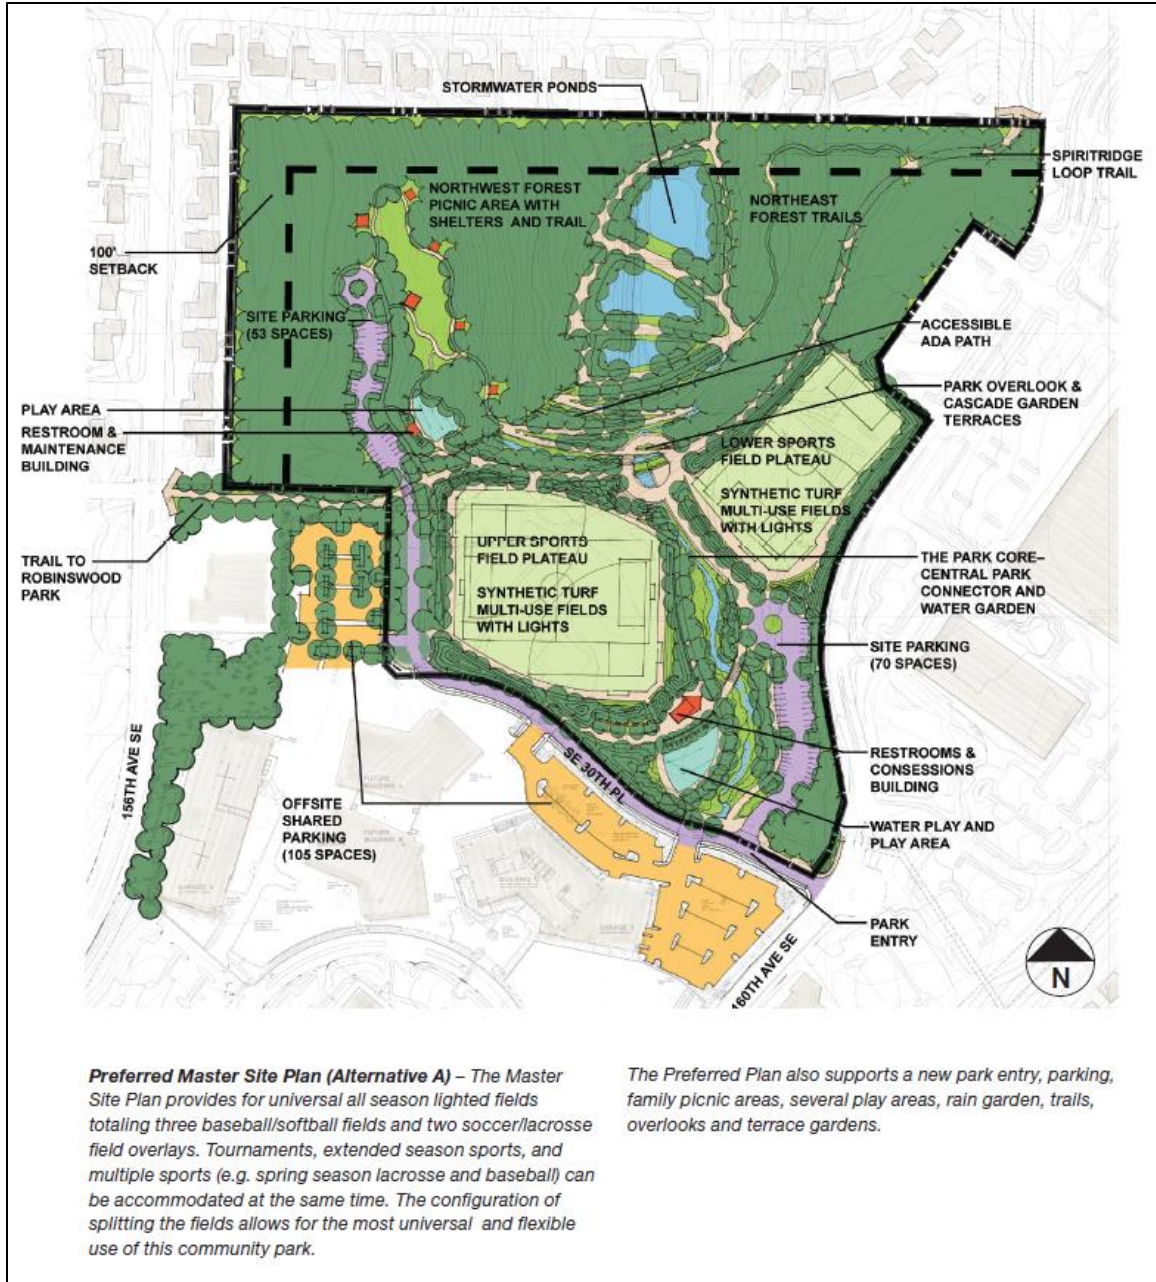 STORMWATER PONDS
SPIRITRIDGE
LOOP TRAIL
NORTHWEST FOREST
PICNIC AREA WITH
SHELTERS AND TRAIL
NORTHEAST
FOREST TRAILS
100'
SETBACK
SITE PARKING
(53 SPACES)
ACCESSIBLE
ADA PATH
PARK OVERLOOK &
CASCADE GARDEN
TERRACES
PLAY AREA
RESTROOM &
MAINTENANCE
BUILDING
LOWER SPORTS
FIELD PLATEAU
SYNTHETIC TURF
MULTI-USE FIELDS
WITH LIGHTS
UPPER SPORTS
FIELD PLATEAU
SYNTHETIC TURF
MULTI-USE FIELDS
WITH LIGHTS
TRAIL TO
ROBINSWOOD
PARK
THE PARK CORE–
CENTRAL PARK
CONNECTOR AND
WATER GARDEN
SITE PARKING
(70 SPACES)
156TH AVE SE
SE 30TH PL
RESTROOMS &
CONSESSIONS
BUILDING
OFFSITE
SHARED
PARKING
(105 SPACES)
WATER PLAY AND
PLAY AREA
PARK
ENTRY
160TH AVE SE
N
Preferred Master Site Plan (Alternative A) – The Master
Site Plan provides for universal all season lighted fields
totaling three baseball/softball fields and two soccer/lacrosse
field overlays. Tournaments, extended season sports, and
multiple sports (e.g. spring season lacrosse and baseball) can
be accommodated at the same time. The configuration of
splitting the fields allows for the most universal and flexible
use of this community park.
The Preferred Plan also supports a new park entry, parking,
family picnic areas, several play areas, rain garden, trails,
overlooks and terrace gardens.